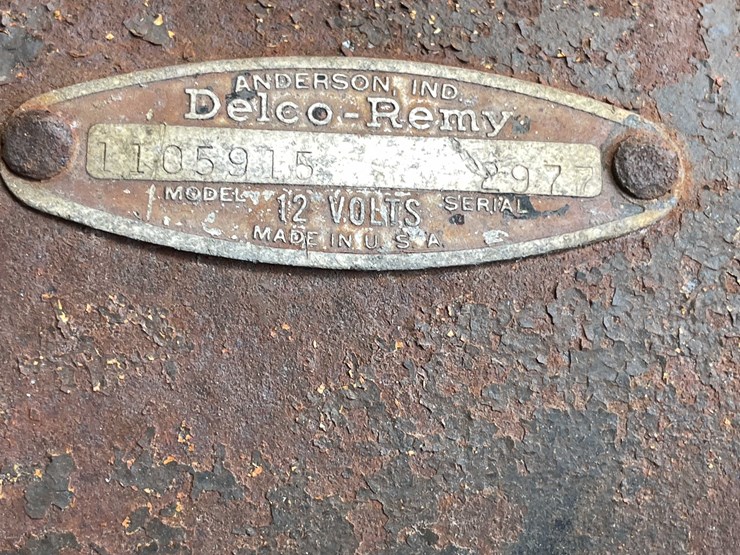 ANDERSON, IND.
Delco-Remy
1105915 2977
MODEL 12 VOLTS SERIAL
MADE IN U.S.A.